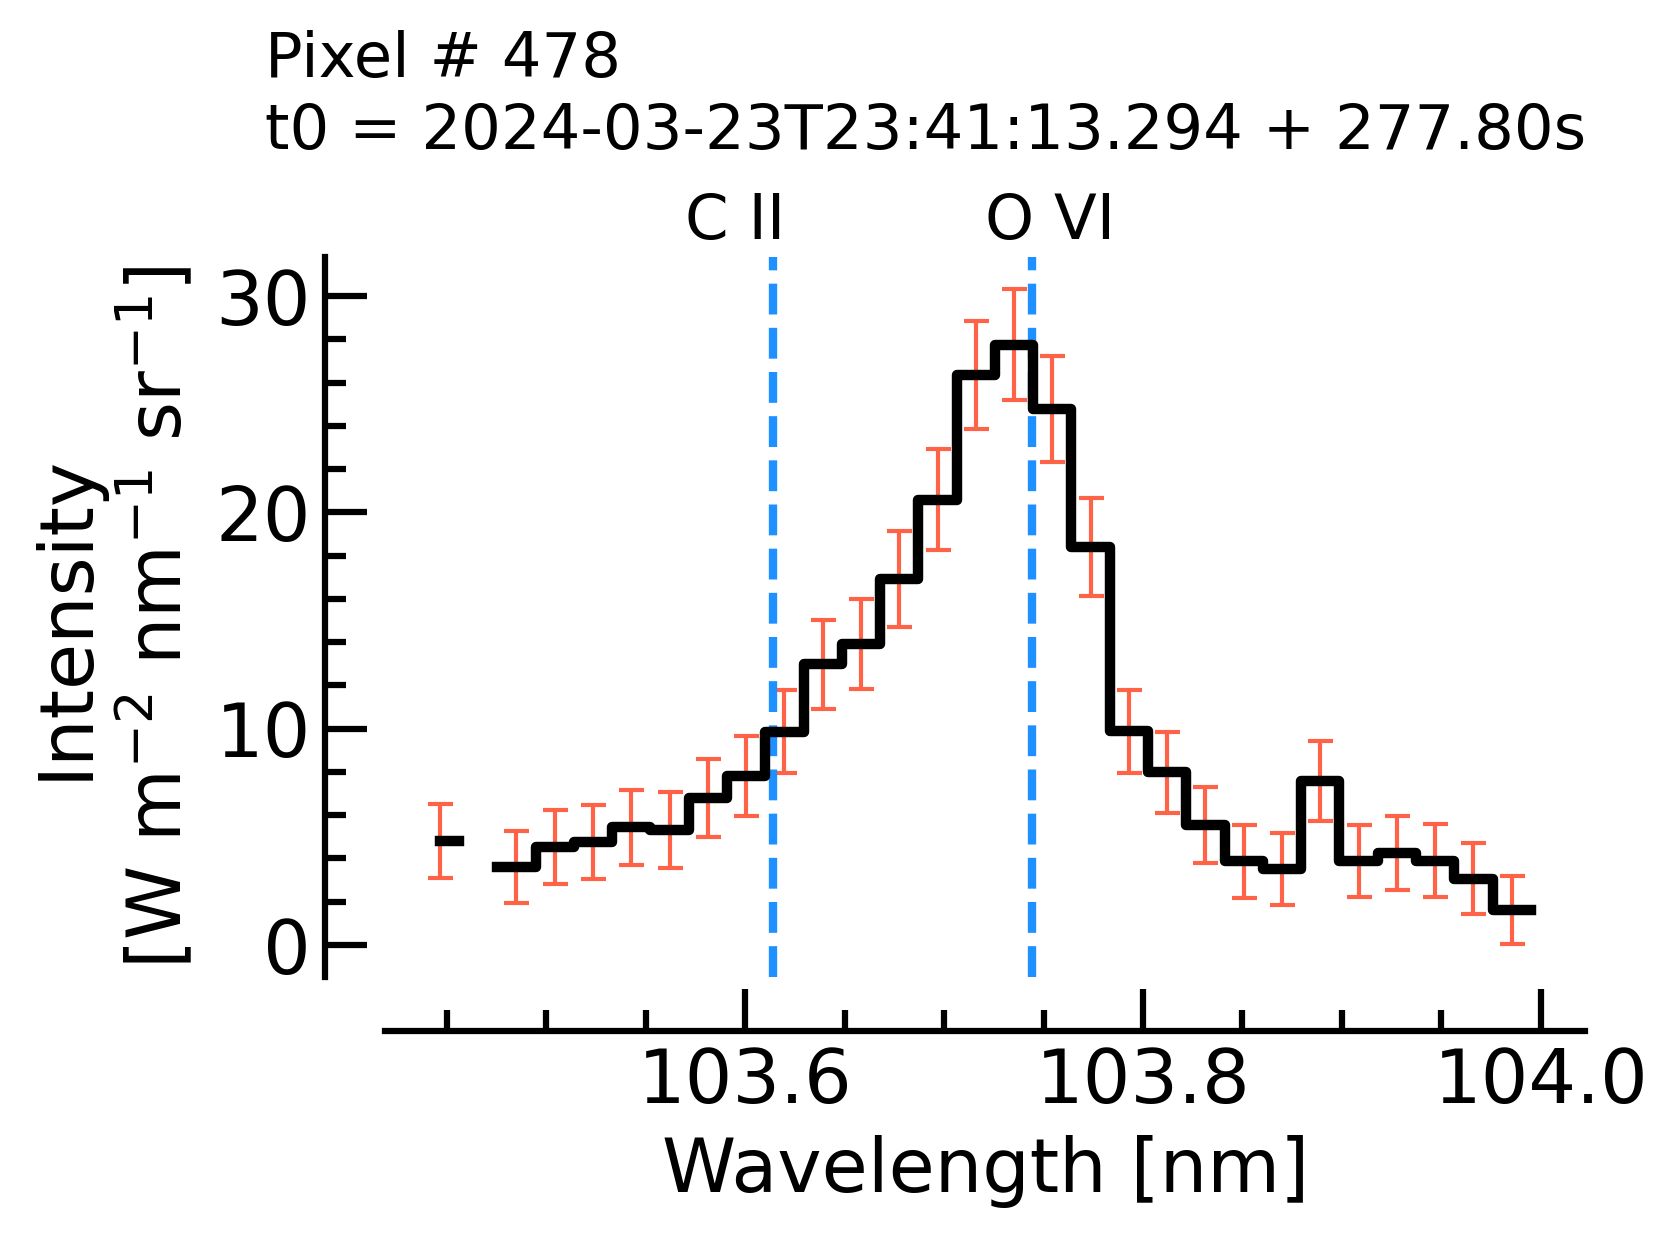 Pixel # 478
t0 = 2024-03-23T23:41:13.294 + 277.80s
C II O VI
Intensity
[W m⁻² nm⁻¹ sr⁻¹]
30
20
10
0
103.6 103.8 104.0
Wavelength [nm]